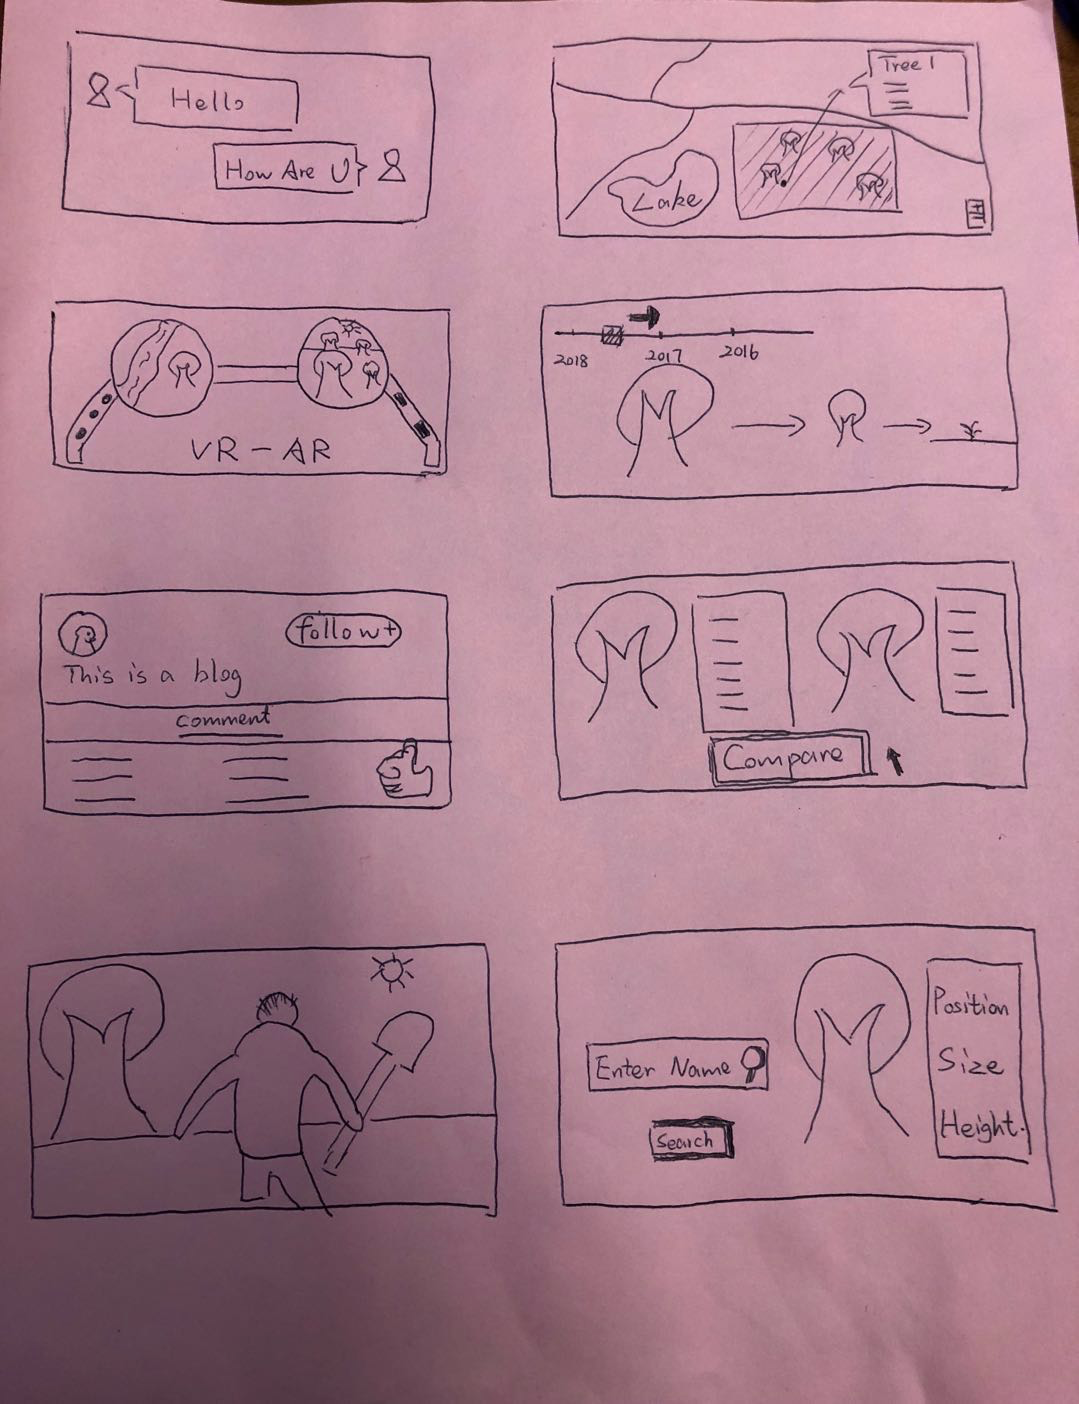 Hello
How Are U
Tree 1
Lake
VR - AR
2018
2017
2016
follow+
This is a blog
comment
Compare
Enter Name
Search
Position
Size
Height.